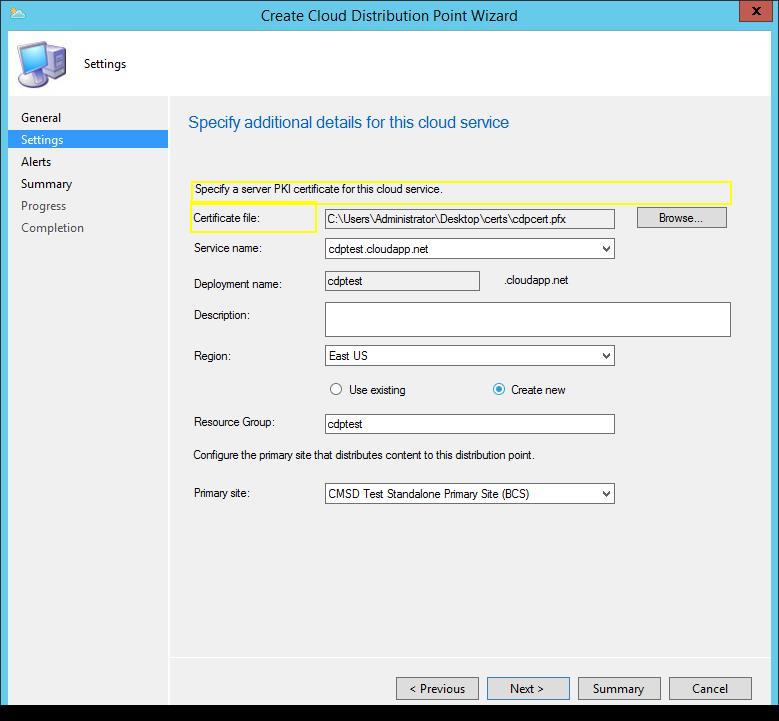 Create Cloud Distribution Point Wizard
X
Settings
General
Settings
Alerts
Summary
Progress
Completion
Specify additional details for this cloud service
Specify a server PKI certificate for this cloud service.
Certificate file: C:\Users\Administrator\Desktop\certs\cdpcert.pfx Browse...
Service name: cdptest.cloudapp.net
Deployment name: cdptest .cloudapp.net
Description:
Region: East US
Use existing Create new
Resource Group: cdptest
Configure the primary site that distributes content to this distribution point.
Primary site: CMSD Test Standalone Primary Site (BCS)
< Previous Next > Summary Cancel